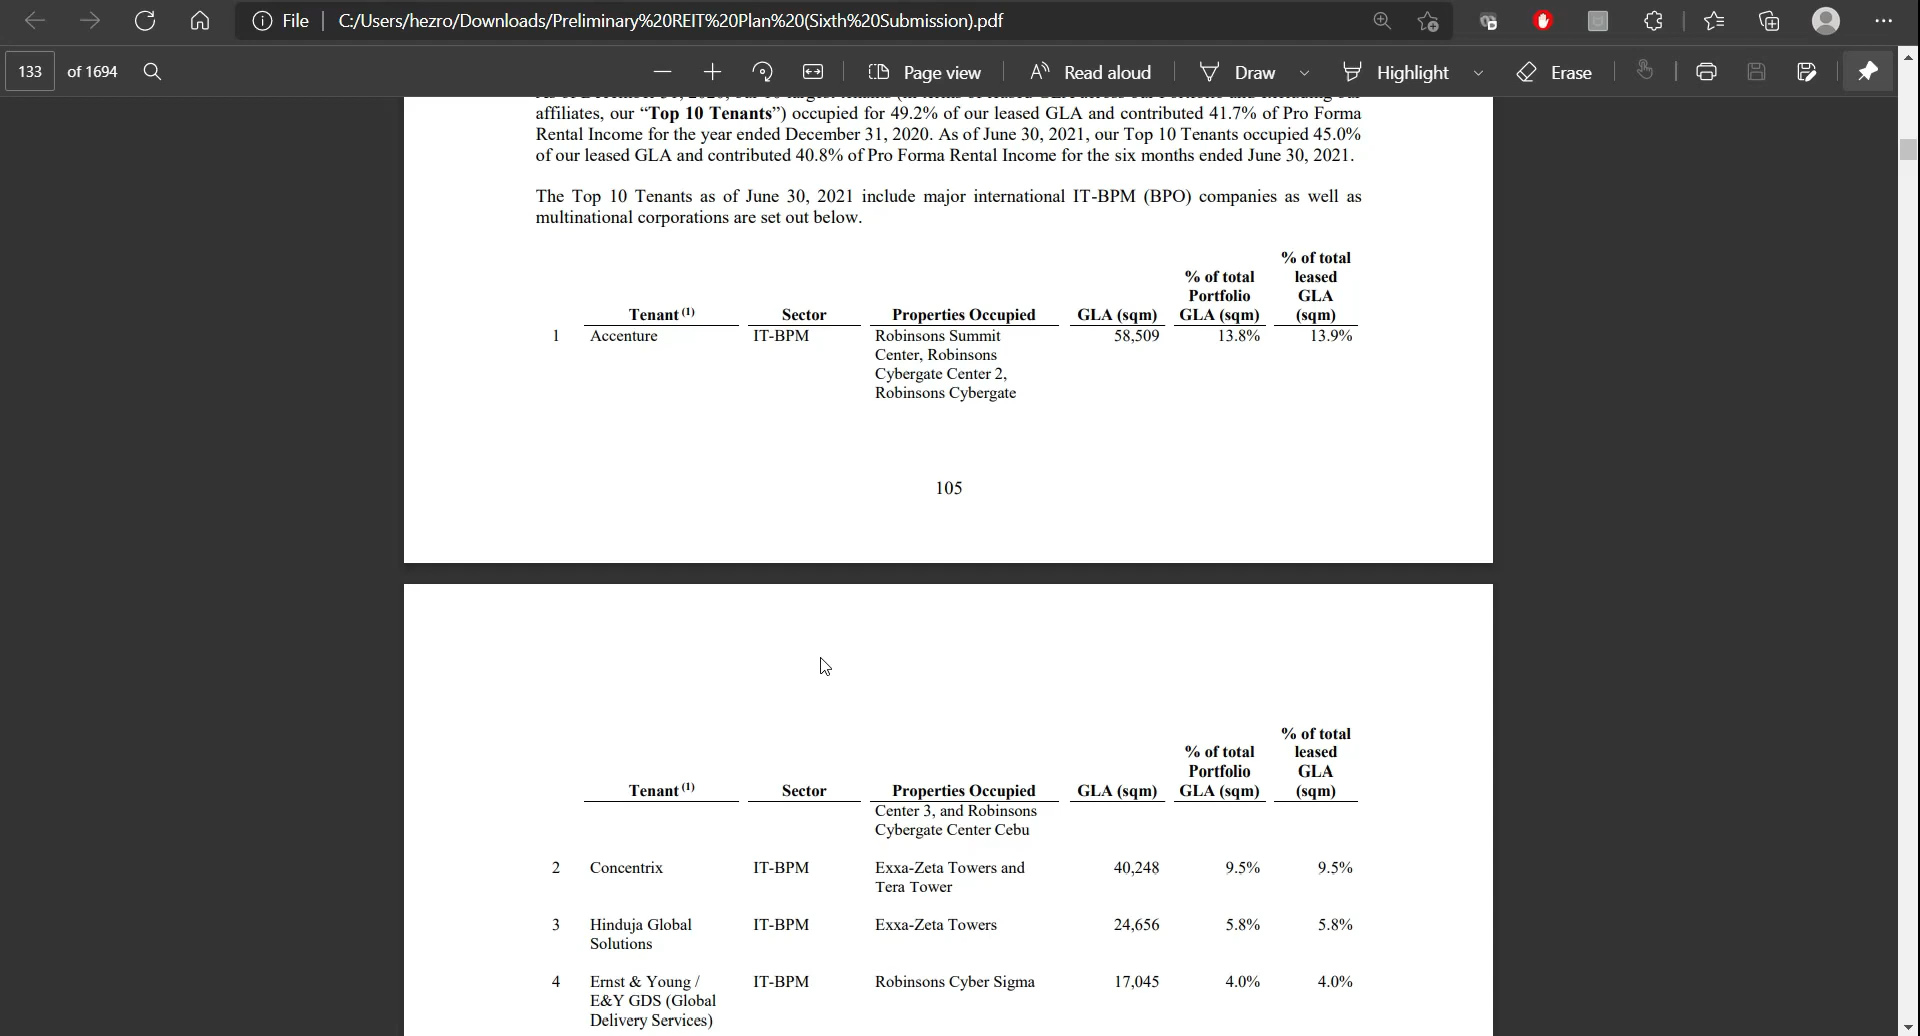 File
C:/Users/hezro/Downloads/Preliminary%20REIT%20Plan%20(Sixth%20Submission).pdf
133
of 1694
Page view
Read aloud
Draw
Highlight
Erase
affiliates, our “Top 10 Tenants”) occupied for 49.2% of our leased GLA and contributed 41.7% of Pro Forma
Rental Income for the year ended December 31, 2020. As of June 30, 2021, our Top 10 Tenants occupied 45.0%
of our leased GLA and contributed 40.8% of Pro Forma Rental Income for the six months ended June 30, 2021.
The Top 10 Tenants as of June 30, 2021 include major international IT-BPM (BPO) companies as well as
multinational corporations are set out below.
% of total
% of total leased
Portfolio GLA
Tenant (1) Sector Properties Occupied GLA (sqm) GLA (sqm) (sqm)
1 Accenture IT-BPM Robinsons Summit 58,509 13.8% 13.9%
Center, Robinsons
Cybergate Center 2,
Robinsons Cybergate
105
% of total
% of total leased
Portfolio GLA
Tenant (1) Sector Properties Occupied GLA (sqm) GLA (sqm) (sqm)
Center 3, and Robinsons
Cybergate Center Cebu
2 Concentrix IT-BPM Exxa-Zeta Towers and 40,248 9.5% 9.5%
Tera Tower
3 Hinduja Global IT-BPM Exxa-Zeta Towers 24,656 5.8% 5.8%
Solutions
4 Ernst & Young / IT-BPM Robinsons Cyber Sigma 17,045 4.0% 4.0%
E&Y GDS (Global
Delivery Services)